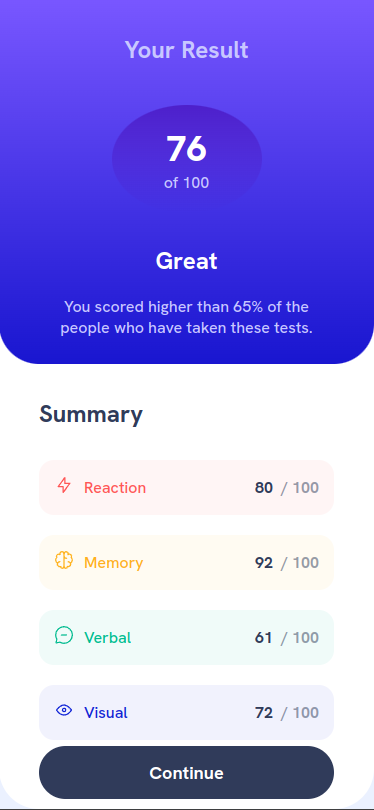 Your Result
76
of 100
Great
You scored higher than 65% of the
people who have taken these tests.
Summary
Reaction 80 / 100
Memory 92 / 100
Verbal 61 / 100
Visual 72 / 100
Continue